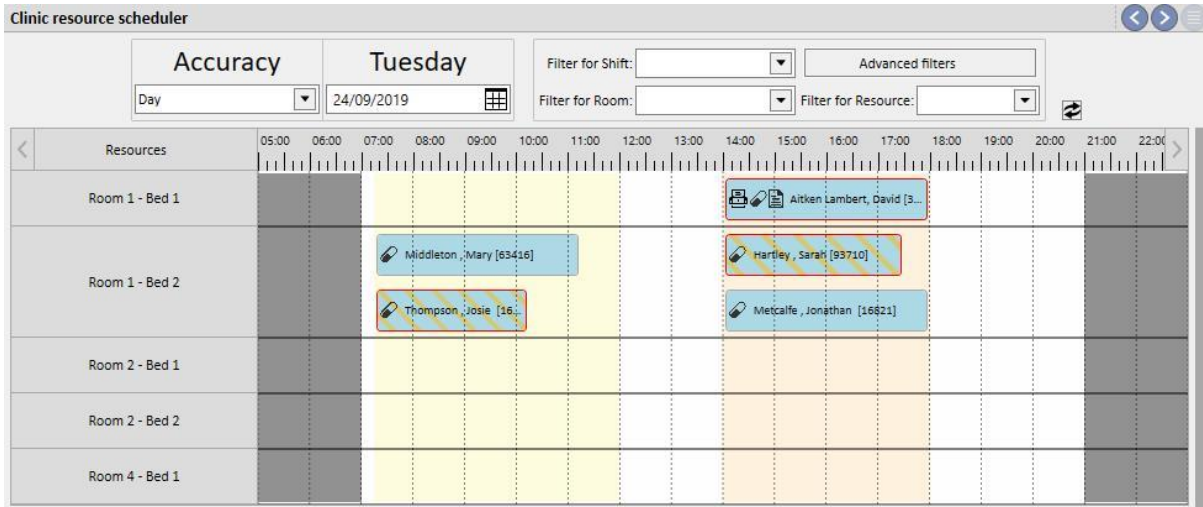 Clinic resource scheduler
Accuracy
Tuesday
Filter for Shift:
Advanced filters
Day
24/09/2019
Filter for Room:
Filter for Resource:
Resources
05:00 06:00 07:00 08:00 09:00 10:00 11:00 12:00 13:00 14:00 15:00 16:00 17:00 18:00 19:00 20:00 21:00 22:00
Room 1 - Bed 1
Aitken Lambert, David [3...
Room 1 - Bed 2
Middleton , Mary [63416]
Hartley , Sarah [93710]
Thompson , Josie [16...
Metcalfe , Jonathan [16821]
Room 2 - Bed 1
Room 2 - Bed 2
Room 4 - Bed 1